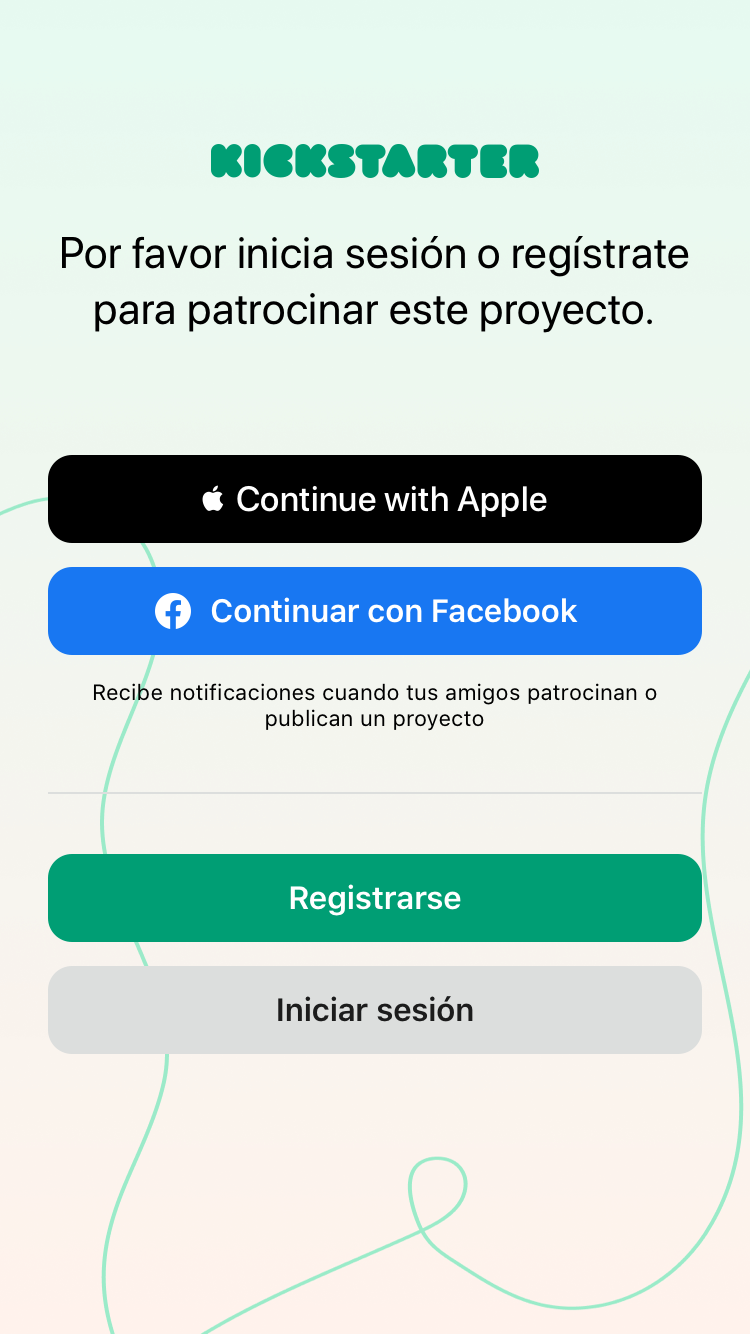 KICKSTARTER
Por favor inicia sesión o regístrate
para patrocinar este proyecto.
Continue with Apple
Continuar con Facebook
Recibe notificaciones cuando tus amigos patrocinan o
publican un proyecto
Registrarse
Iniciar sesión